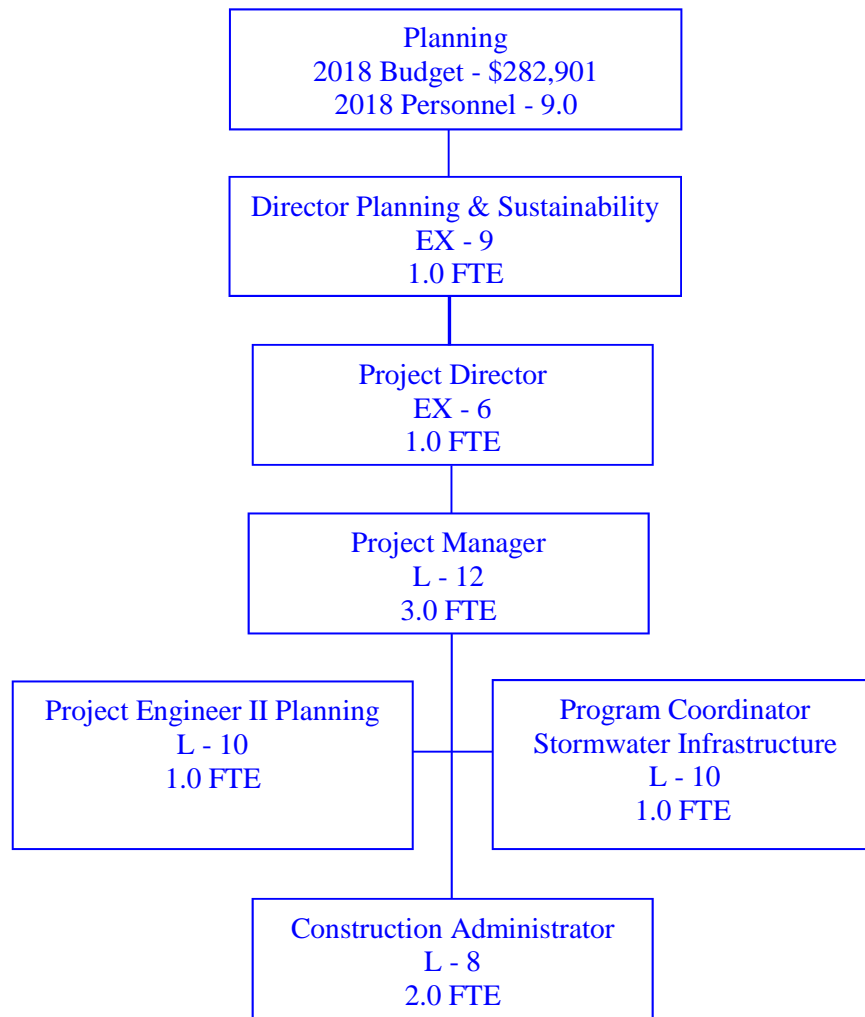 Planning
2018 Budget - $282,901
2018 Personnel - 9.0
Director Planning & Sustainability
EX - 9
1.0 FTE
Project Director
EX - 6
1.0 FTE
Project Manager
L - 12
3.0 FTE
Project Engineer II Planning
L - 10
1.0 FTE
Program Coordinator
Stormwater Infrastructure
L - 10
1.0 FTE
Construction Administrator
L - 8
2.0 FTE